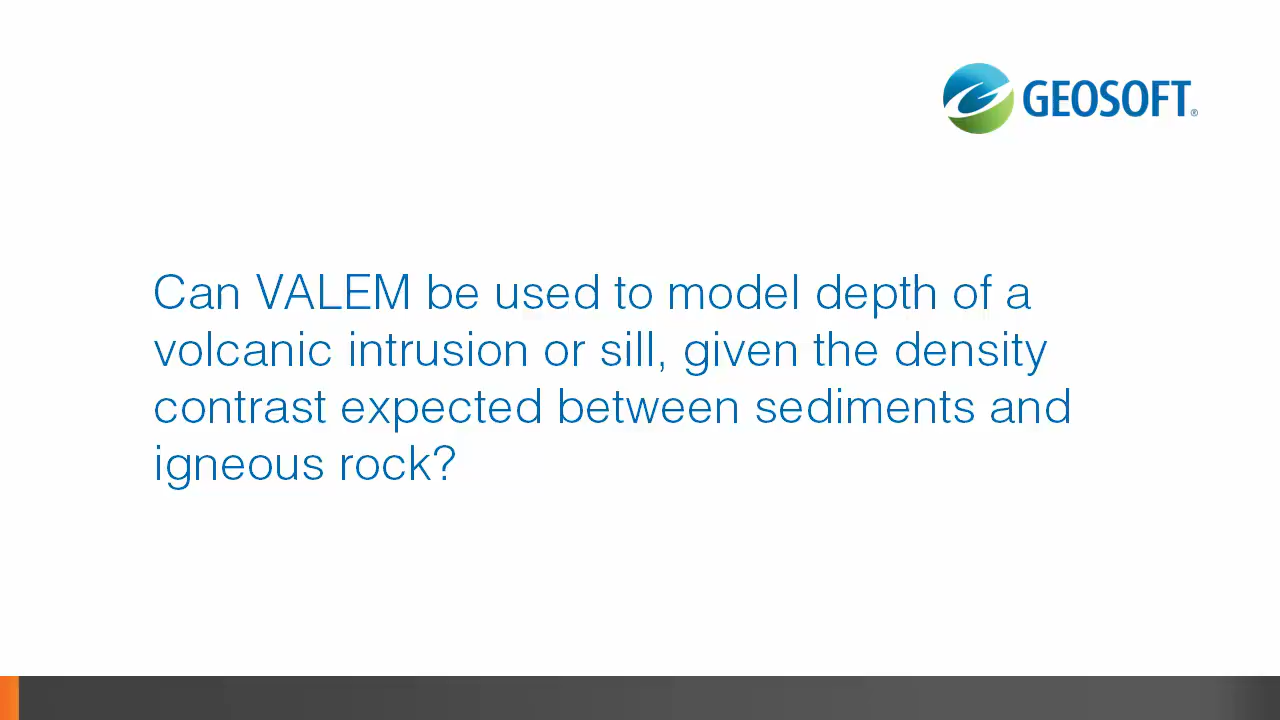 GEOSOFT®
Can VALEM be used to model depth of a
volcanic intrusion or sill, given the density
contrast expected between sediments and
igneous rock?